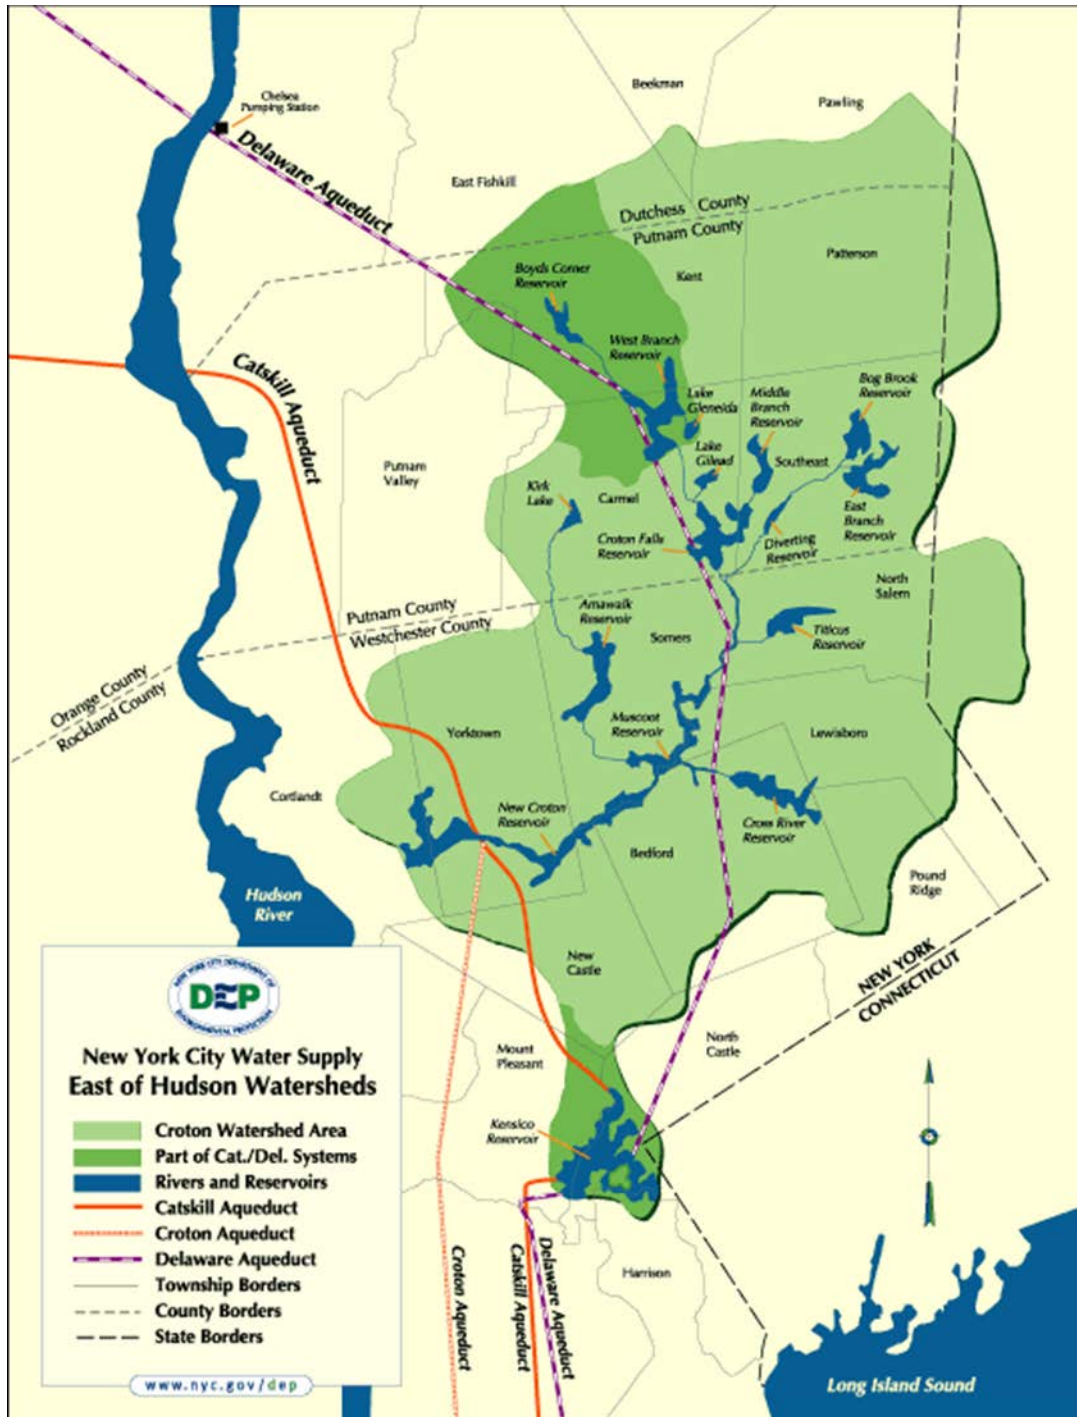 Beekman
Pawling
Chelsea
Pumping Station
Delaware Aqueduct
East Fishkill
Dutchess County
Putnam County
Patterson
Kent
Boyds Corner
Reservoir
West Branch
Reservoir
Catskill Aqueduct
Lake
Gleneida
Middle
Branch
Reservoir
Bog Brook
Reservoir
Putnam
Valley
Lake
Gilead
Southeast
Kirk
Lake
Carmel
East
Branch
Reservoir
Croton Falls
Reservoir
Diverting
Reservoir
North
Salem
Putnam County
Westchester County
Amawalk
Reservoir
Somers
Titicus
Reservoir
Orange County
Rockland County
Muscoot
Reservoir
Yorktown
Lewisboro
Cortlandt
New Croton
Reservoir
Cross River
Reservoir
Bedford
Pound
Ridge
Hudson
River
New
Castle
NEW YORK
CONNECTICUT
North
Castle
Mount
Pleasant
Kensico
Reservoir
Croton Aqueduct
Catskill Aqueduct
Delaware Aqueduct
Harrison
Long Island Sound
NEW YORK CITY DEPARTMENT OF
DEP
ENVIRONMENTAL PROTECTION
New York City Water Supply
East of Hudson Watersheds
Croton Watershed Area
Part of Cat./Del. Systems
Rivers and Reservoirs
Catskill Aqueduct
Croton Aqueduct
Delaware Aqueduct
Township Borders
County Borders
State Borders
www.nyc.gov/dep